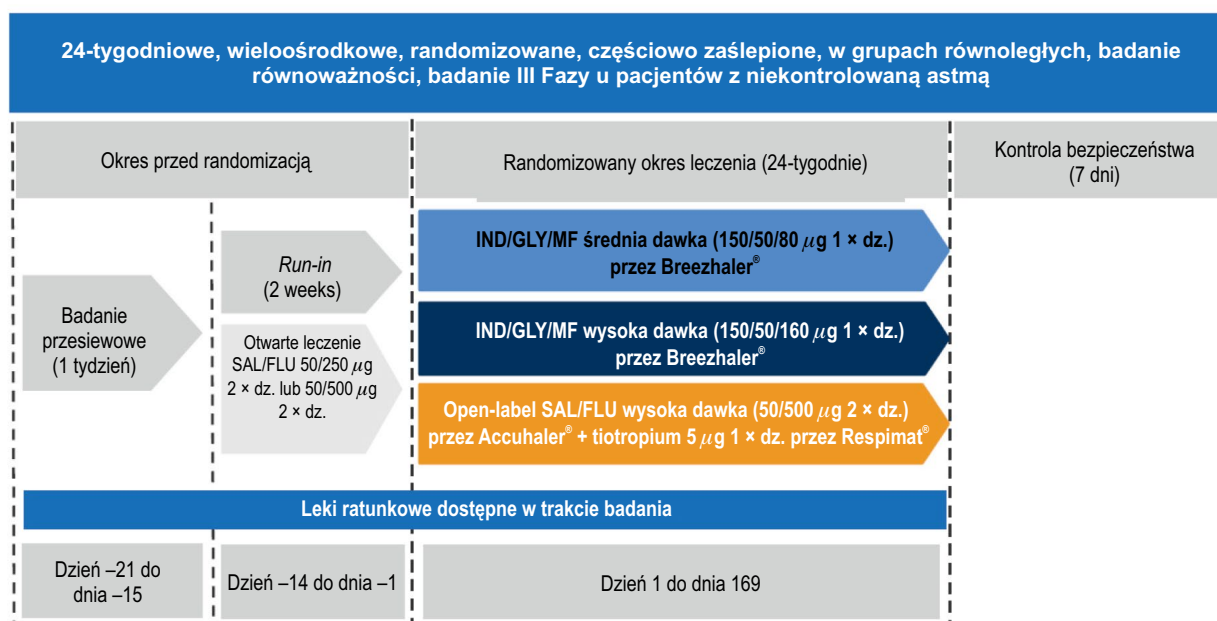 24-tygodniowe, wieloośrodkowe, randomizowane, częściowo zaślepione, w grupach równoległych, badanie
równoważności, badanie III Fazy u pacjentów z niekontrolowaną astmą
Okres przed randomizacją
Randomizowany okres leczenia (24-tygodnie)
Kontrola bezpieczeństwa
(7 dni)
Badanie
przesiewowe
(1 tydzień)
Run-in
(2 weeks)
Otwarte leczenie
SAL/FLU 50/250 µg
2 × dz. lub 50/500 µg
2 × dz.
IND/GLY/MF średnia dawka (150/50/80 µg 1 × dz.)
przez Breezhaler®
IND/GLY/MF wysoka dawka (150/50/160 µg 1 × dz.)
przez Breezhaler®
Open-label SAL/FLU wysoka dawka (50/500 µg 2 × dz.)
przez Accuhaler® + tiotropium 5 µg 1 × dz. przez Respimat®
Leki ratunkowe dostępne w trakcie badania
Dzień –21 do
dnia –15
Dzień –14 do dnia –1
Dzień 1 do dnia 169